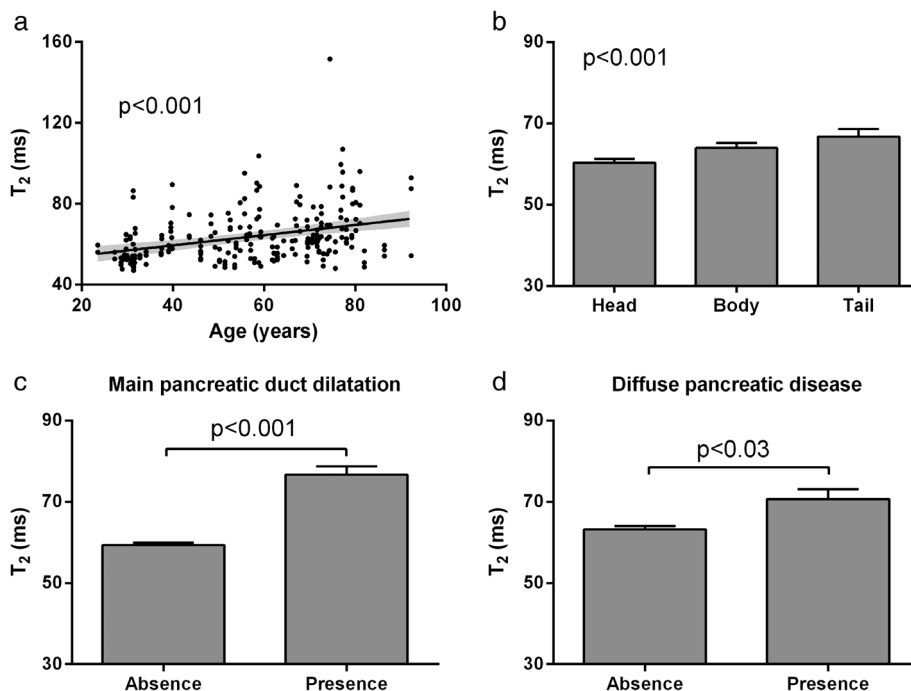 a
160
120
80
40
T2 (ms)
p<0.001
20 40 60 80 100
Age (years)
b
90
70
50
30
T2 (ms)
p<0.001
Head Body Tail
c
Main pancreatic duct dilatation
90
70
50
30
T2 (ms)
p<0.001
Absence Presence
d
Diffuse pancreatic disease
90
70
50
30
T2 (ms)
p<0.03
Absence Presence